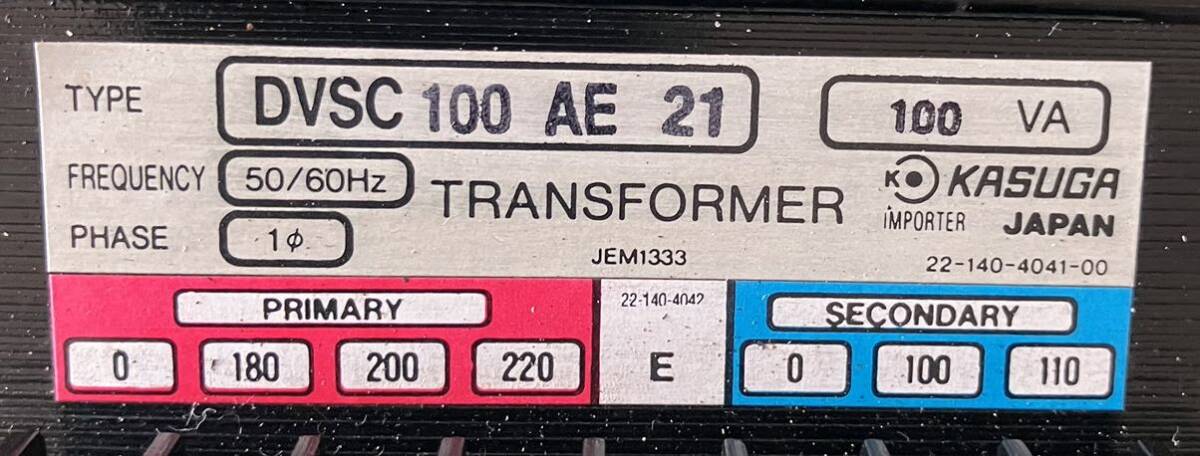 TYPE DVSC 100 AE 21 100 VA
FREQUENCY 50/60Hz TRANSFORMER KASUGA
PHASE 1ϕ IMPORTER JAPAN
JEM1333 22-140-4041-00
PRIMARY 22-140-4042 SECONDARY
0 180 200 220 E 0 100 110